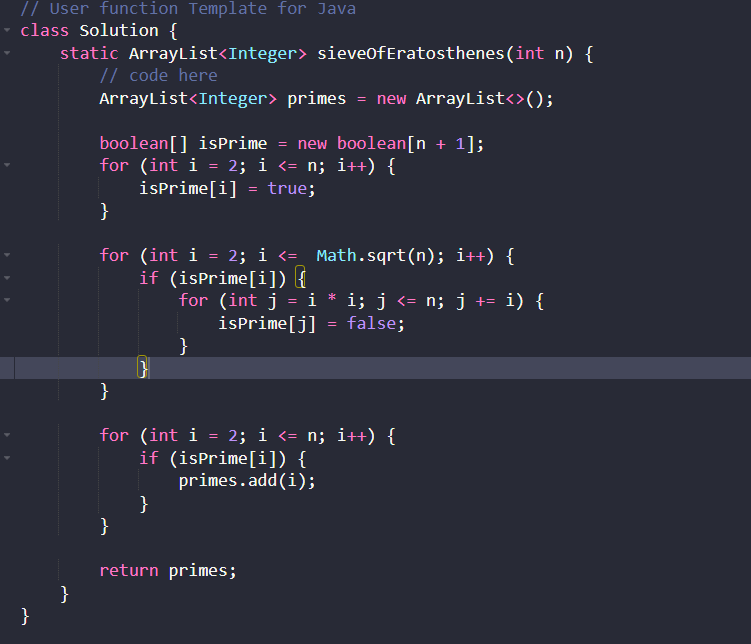 // User function Template for Java
class Solution {
    static ArrayList<Integer> sieveOfEratosthenes(int n) {
        // code here
        ArrayList<Integer> primes = new ArrayList<>();

        boolean[] isPrime = new boolean[n + 1];
        for (int i = 2; i <= n; i++) {
            isPrime[i] = true;
        }

        for (int i = 2; i <=  Math.sqrt(n); i++) {
            if (isPrime[i]) {
                for (int j = i * i; j <= n; j += i) {
                    isPrime[j] = false;
                }
            }
        }

        for (int i = 2; i <= n; i++) {
            if (isPrime[i]) {
                primes.add(i);
            }
        }

        return primes;
    }
}